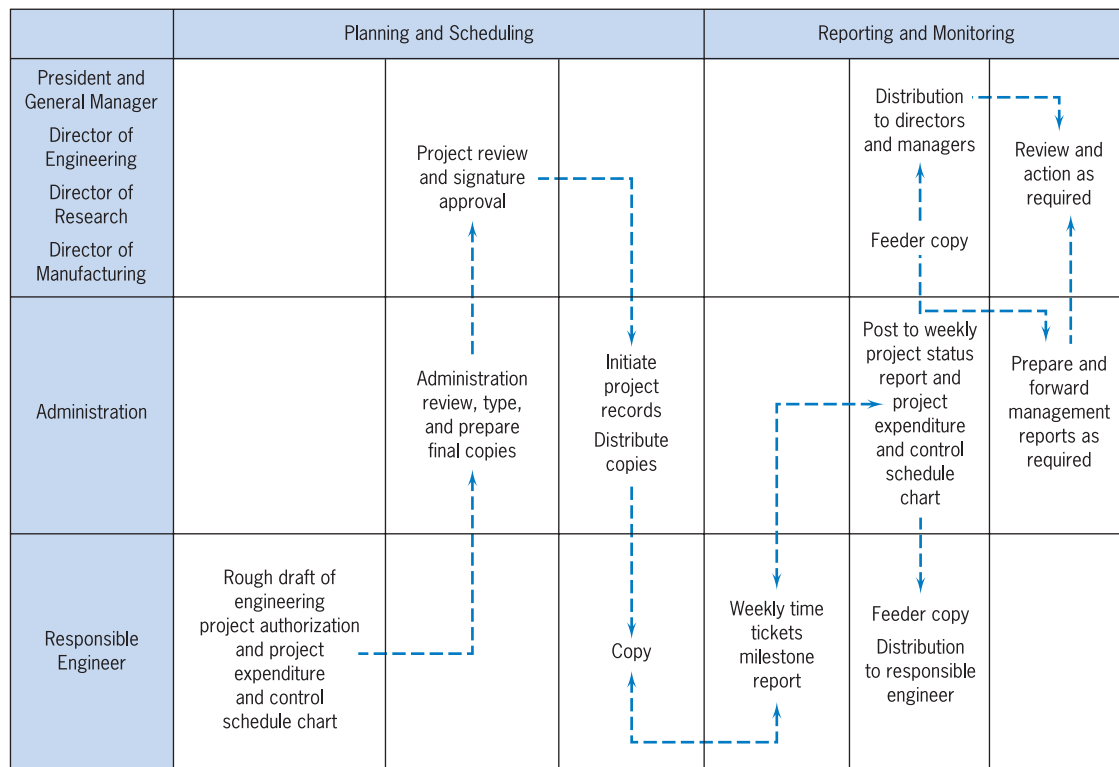 Planning and Scheduling
Reporting and Monitoring
President and
General Manager
Director of
Engineering
Director of
Research
Director of
Manufacturing
Project review
and signature
approval
Distribution
to directors
and managers
Feeder copy
Review and
action as
required
Administration
Administration
review, type,
and prepare
final copies
Initiate
project
records
Distribute
copies
Post to weekly
project status
report and
project
expenditure
and control
schedule
chart
Prepare and
forward
management
reports as
required
Responsible
Engineer
Rough draft of
engineering
project authorization
and project
expenditure
and control
schedule chart
Copy
Weekly time
tickets
milestone
report
Feeder copy
Distribution
to responsible
engineer